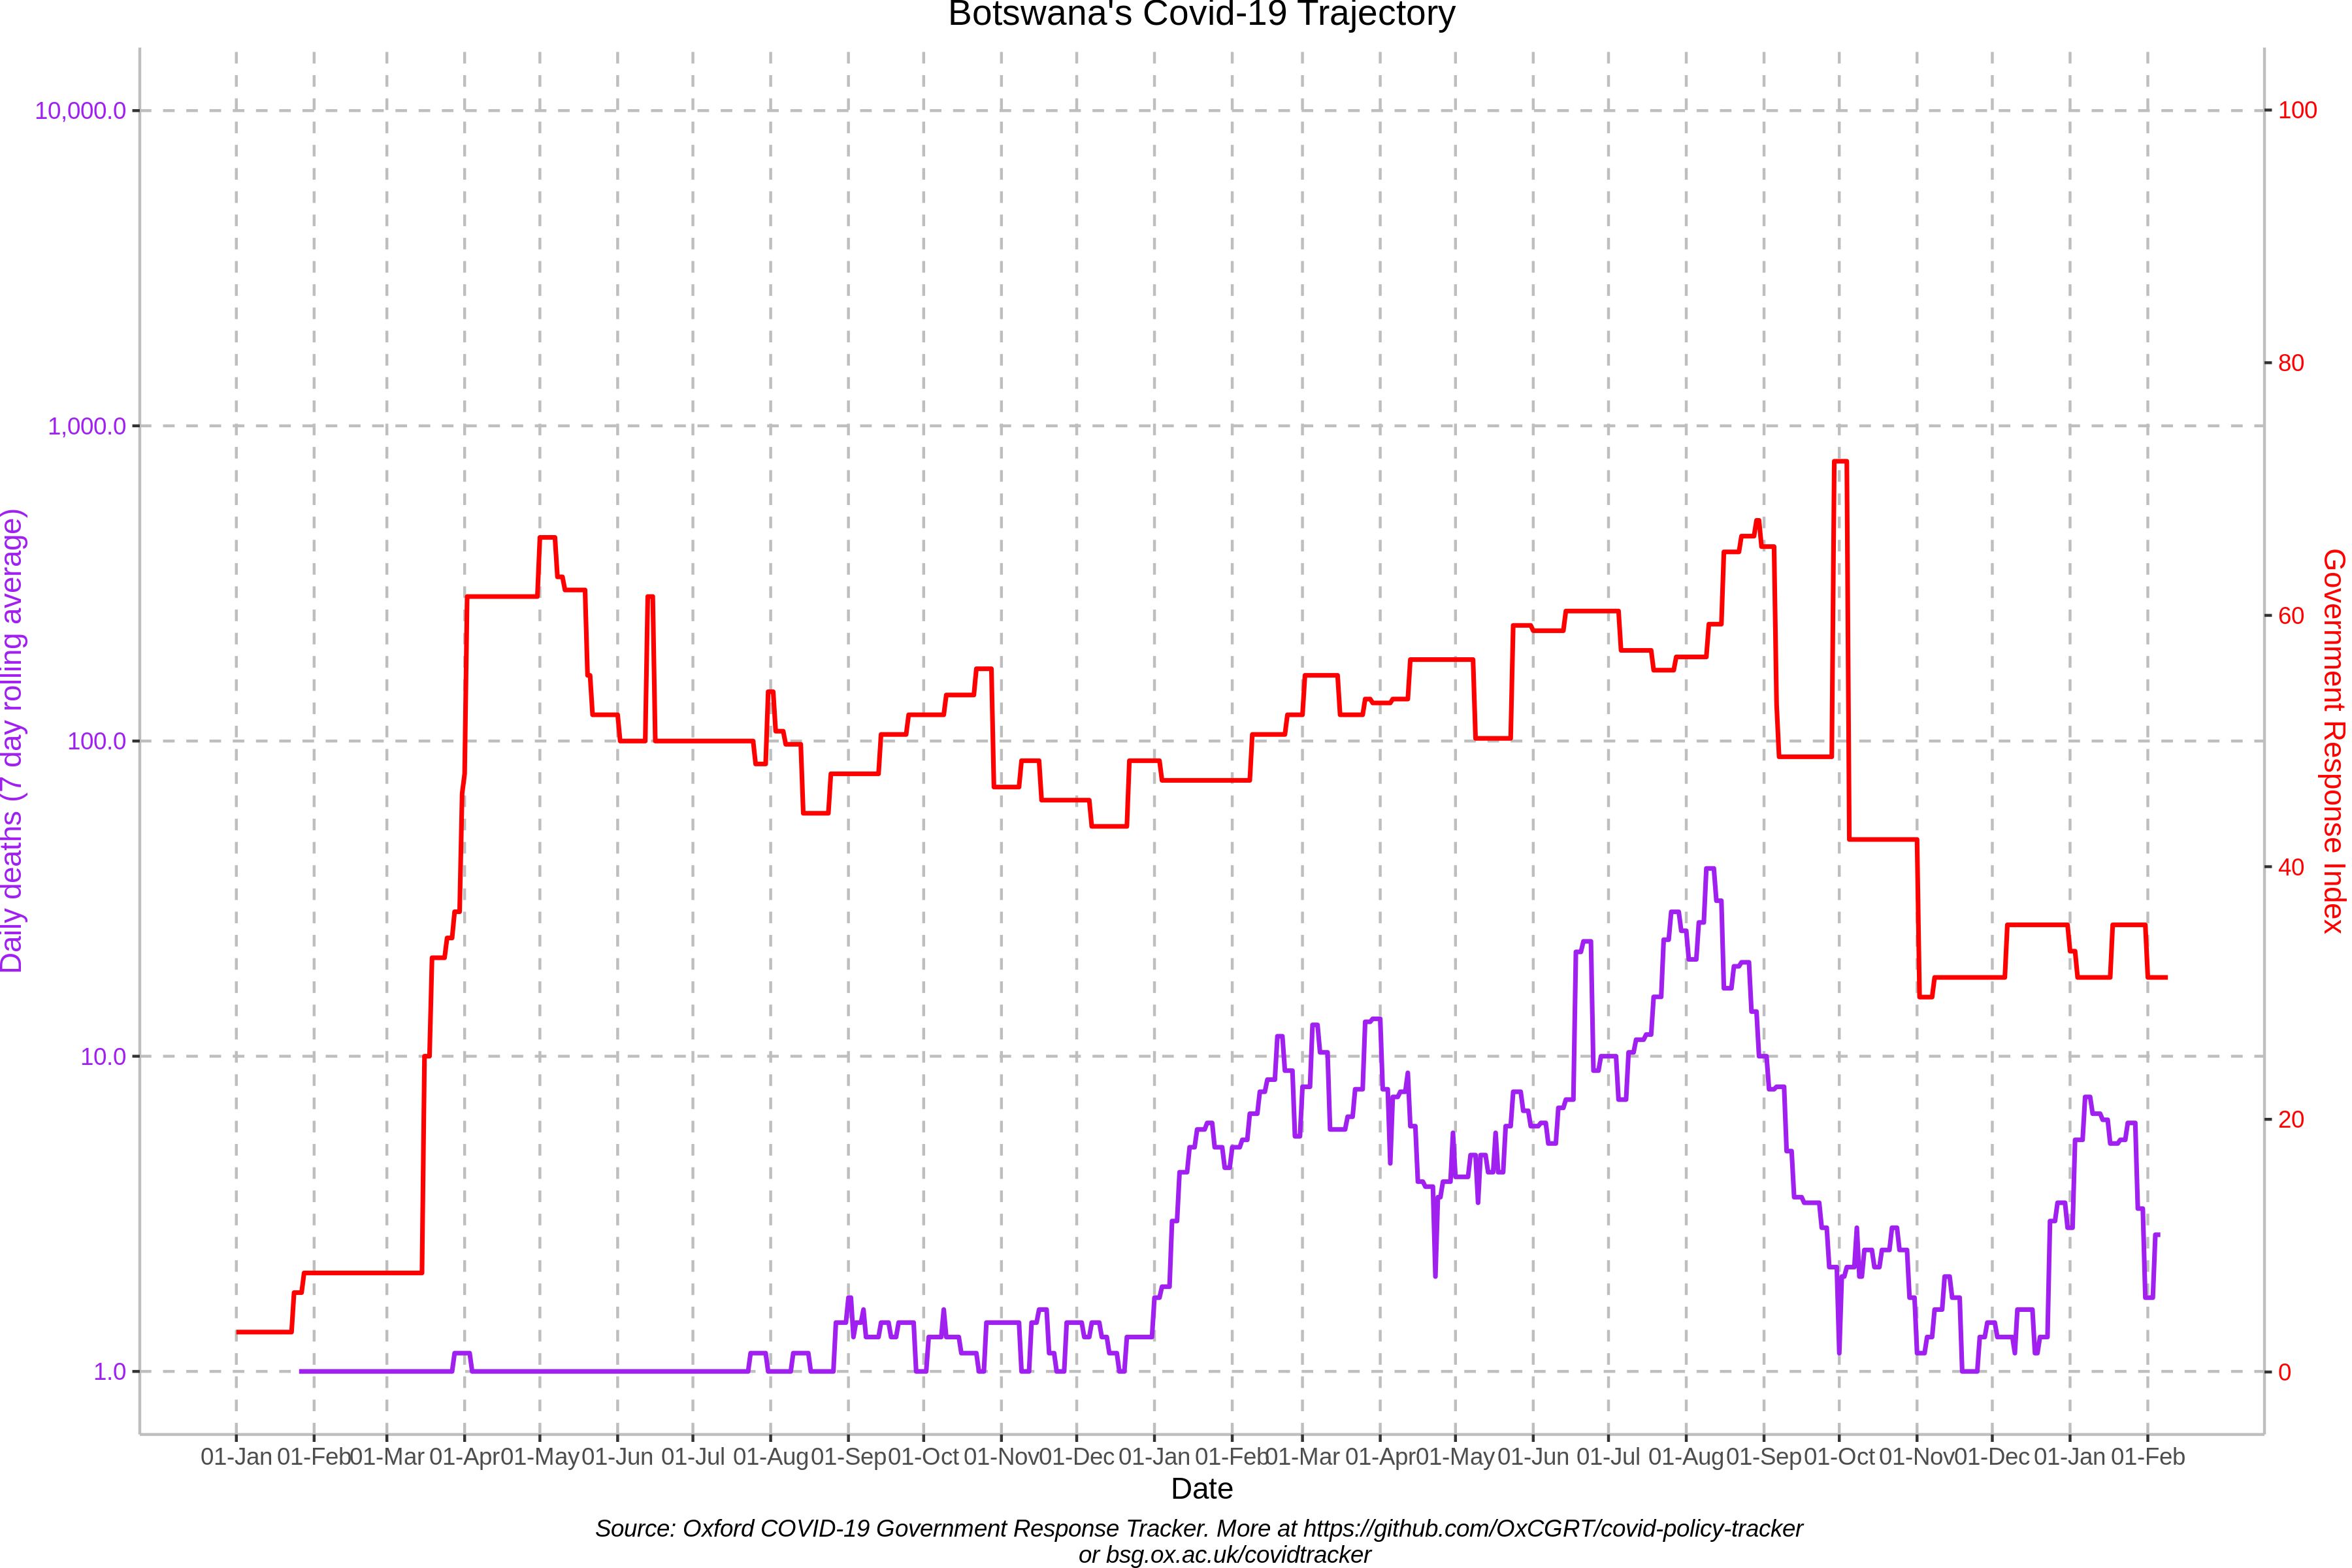 Botswana's Covid-19 Trajectory
10,000.0
1,000.0
100.0
10.0
1.0
Daily deaths (7 day rolling average)
100
80
60
40
20
0
Government Response Index
01-Jan 01-Feb 01-Mar 01-Apr 01-May 01-Jun 01-Jul 01-Aug 01-Sep 01-Oct 01-Nov 01-Dec 01-Jan 01-Feb 01-Mar 01-Apr 01-May 01-Jun 01-Jul 01-Aug 01-Sep 01-Oct 01-Nov 01-Dec 01-Jan 01-Feb
Date
Source: Oxford COVID-19 Government Response Tracker. More at https://github.com/OxCGRT/covid-policy-tracker
or bsg.ox.ac.uk/covidtracker